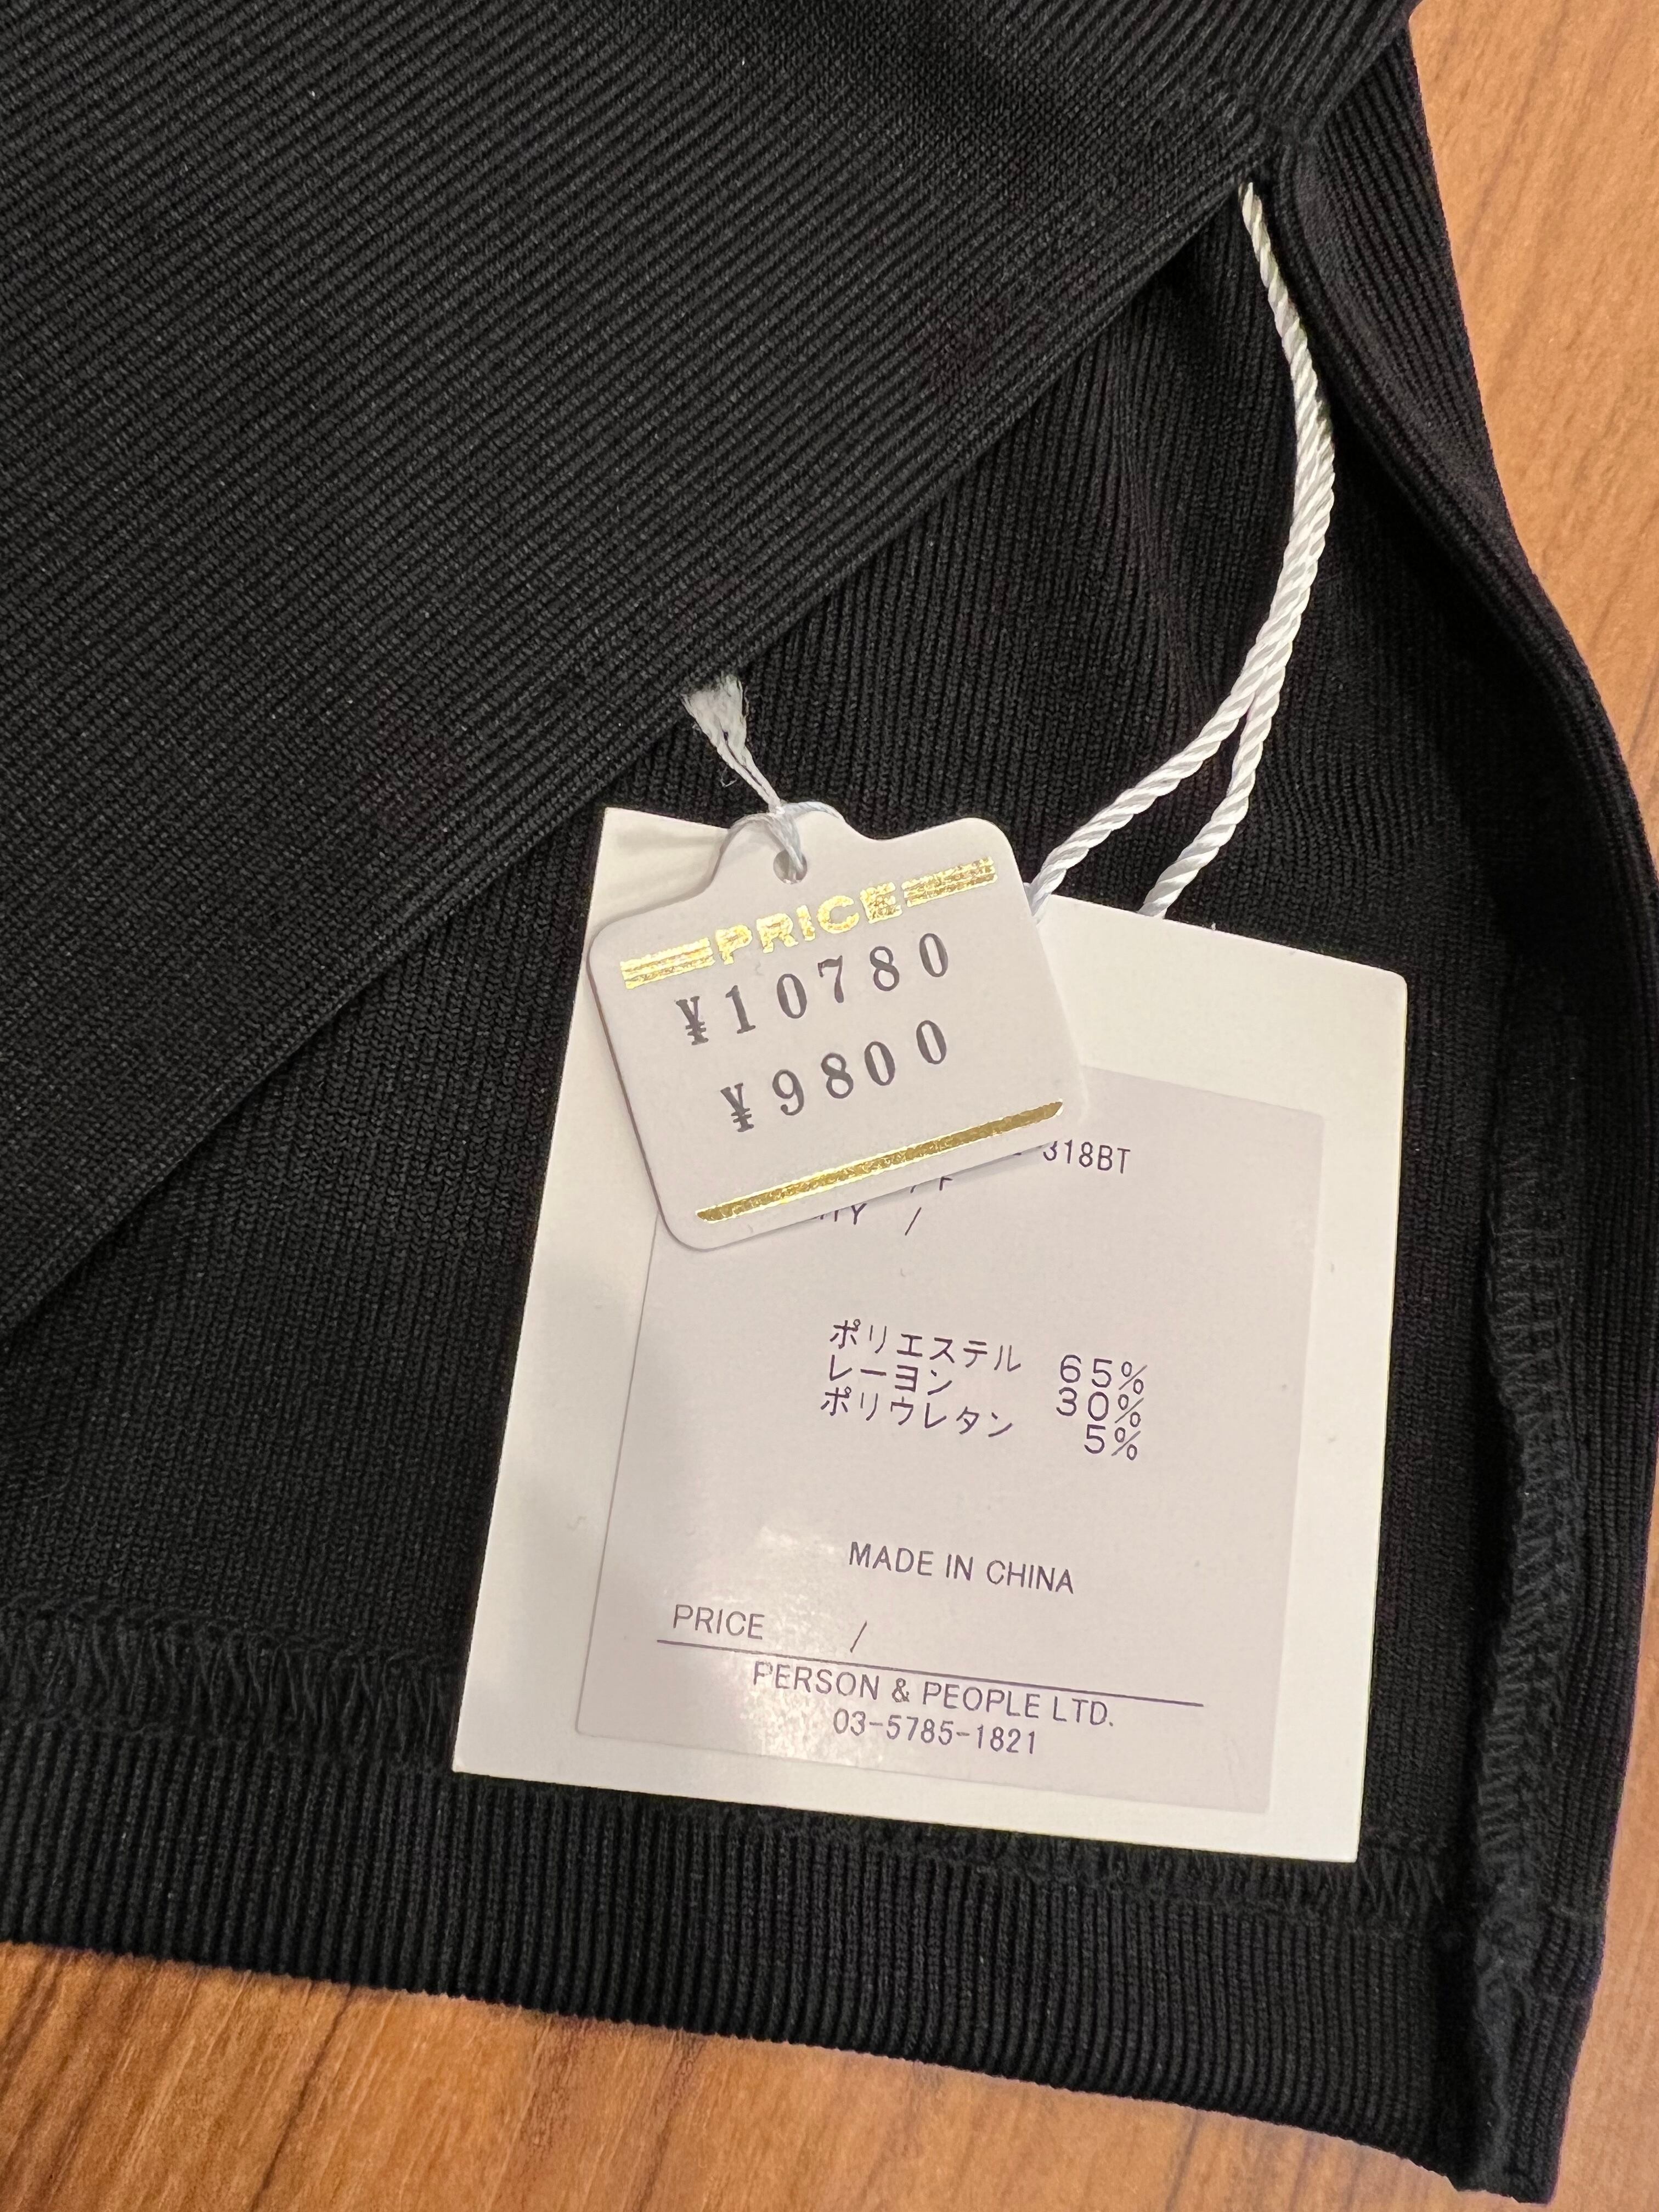 PRICE
¥10780
¥9800
318BT
/
ポリエステル 65%
レーヨン 30%
ポリウレタン 5%
MADE IN CHINA
PRICE /
PERSON & PEOPLE LTD.
03-5785-1821